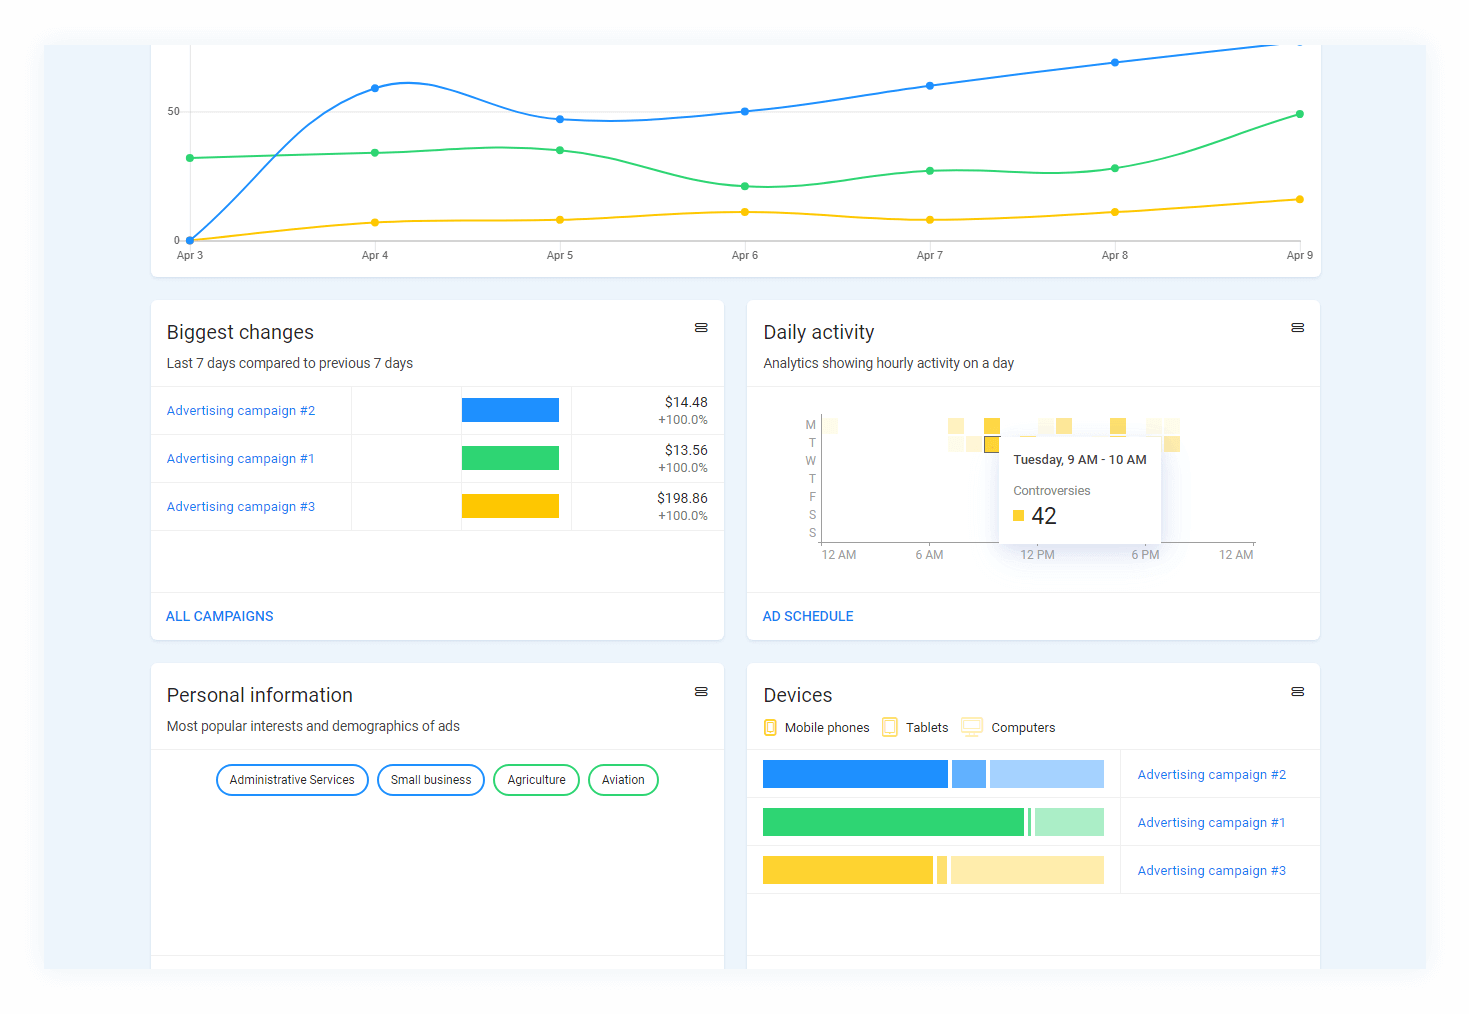 50
0
Apr 3 Apr 4 Apr 5 Apr 6 Apr 7 Apr 8 Apr 9
Biggest changes
Last 7 days compared to previous 7 days
Advertising campaign #2 $14.48
+100.0%
Advertising campaign #1 $13.56
+100.0%
Advertising campaign #3 $198.86
+100.0%
ALL CAMPAIGNS
Daily activity
Analytics showing hourly activity on a day
M
T
W
T
F
S
S
Tuesday, 9 AM - 10 AM
Controversies
42
12 AM 6 AM 12 PM 6 PM 12 AM
AD SCHEDULE
Personal information
Most popular interests and demographics of ads
Administrative Services Small business Agriculture Aviation
Devices
Mobile phones Tablets Computers
Advertising campaign #2
Advertising campaign #1
Advertising campaign #3